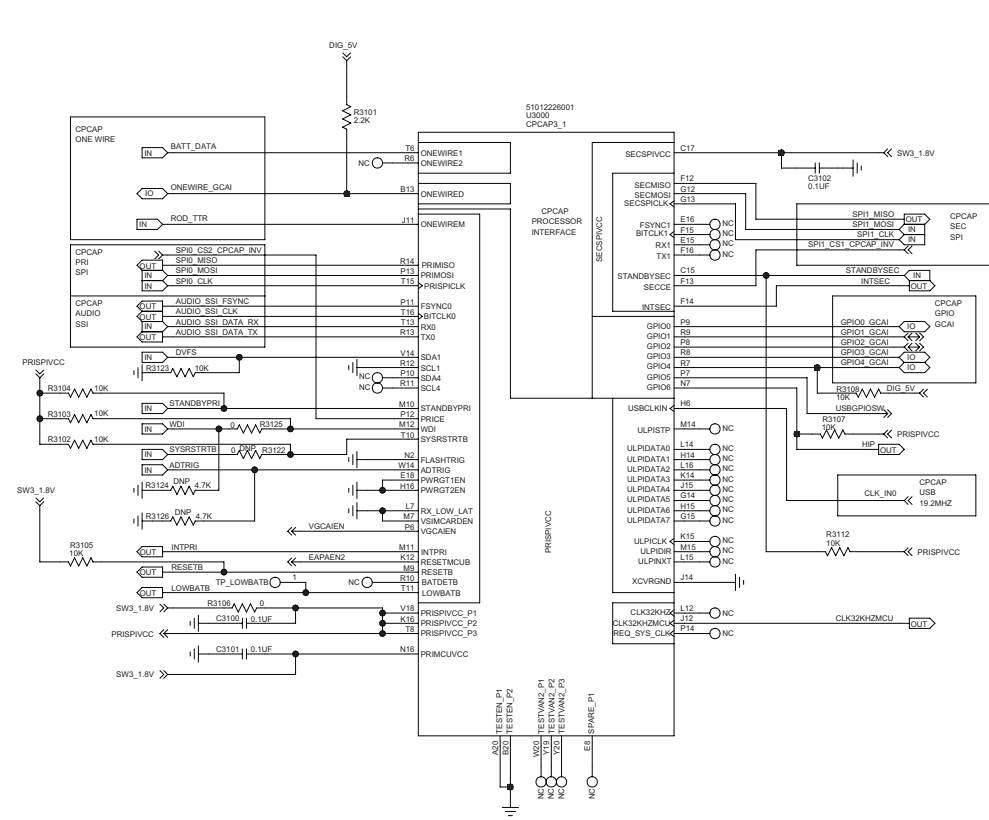 DIG_5V
R3101
2.2K
51012226001
U3000
CPCAP3_1
CPCAP
ONE WIRE
IN
BATT_DATA
T6
ONEWIRE1
NC
R6
ONEWIRE2
IO
ONEWIRE_GCAI
B13
ONEWIRED
IN
ROD_TTR
J11
ONEWIREM
CPCAP
PROCESSOR
INTERFACE
SECSPIVCC
SECSPIVCC
C17
SW3_1.8V
C3102
0.1UF
SECMISO
F12
SECMOSI
G12
SECSPICLK
G13
FSYNC1
E16
NC
BITCLK1
F15
NC
RX1
E15
NC
TX1
F16
NC
SPI1_MISO
OUT
SPI1_MOSI
IN
SPI1_CLK
IN
SPI1_CS1_CPCAP_INV
CPCAP
SEC
SPI
STANDBYSEC
C15
STANDBYSEC
IN
SECCE
F13
INTSEC
OUT
INTSEC
F14
CPCAP
PRI
SPI
SPI0_CS2_CPCAP_INV
OUT
SPI0_MISO
R14
PRIMISO
IN
SPI0_MOSI
P13
PRIMOSI
IN
SPI0_CLK
T15
PRISPICLK
CPCAP
AUDIO
SSI
OUT
AUDIO_SSI_FSYNC
P11
FSYNC0
OUT
AUDIO_SSI_CLK
T16
BITCLK0
IN
AUDIO_SSI_DATA_RX
T13
RX0
OUT
AUDIO_SSI_DATA_TX
R13
TX0
GPIO0
P9
GPIO0_GCAI
IO
GPIO1
R9
GPIO1_GCAI
GPIO2
P8
GPIO2_GCAI
GPIO3
R8
GPIO3_GCAI
IO
GPIO4
R7
GPIO4_GCAI
IO
GPIO5
P7
GPIO6
N7
CPCAP
GPIO
GCAI
R3108
10K
DIG_5V
USBGPIOSW
R3107
10K
PRISPIVCC
HIP
OUT
IN
DVFS
V14
SDA1
R3123
10K
R12
SCL1
NC
P10
SDA4
NC
R11
SCL4
PRISPIVCC
R3104
10K
IN
STANDBYPRI
M10
STANDBYPRI
P12
PRICE
R3103
10K
IN
WDI
0
R3125
M12
WDI
R3102
10K
T10
SYSRSTRTB
IN
SYSRSTRTB
0
DNP
R3122
N2
FLASHTRIG
IN
ADTRIG
W14
ADTRIG
R3124
DNP
4.7K
E18
PWRGT1EN
H16
PWRGT2EN
SW3_1.8V
R3126
DNP
4.7K
L7
RX_LOW_LAT
M7
VSIMCARDEN
VGCAIEN
P6
VGCAIEN
R3105
10K
OUT
INTPRI
M11
INTPRI
EAPAEN2
K12
RESETMCUB
OUT
RESETB
M9
RESETB
TP_LOWBATB
1
NC
R10
BATDETB
OUT
LOWBATB
T11
LOWBATB
SW3_1.8V
R3106
0
V18
PRISPIVCC_P1
C3100
0.1UF
K16
PRISPIVCC_P2
PRISPIVCC
T8
PRISPIVCC_P3
C3101
0.1UF
N16
PRIMCUVCC
SW3_1.8V
PRISPIVCC
USBCLKIN
H6
ULPISTP
M14
NC
ULPIDATA0
L14
NC
ULPIDATA1
H14
NC
ULPIDATA2
L16
NC
ULPIDATA3
K14
NC
ULPIDATA4
J15
NC
ULPIDATA5
G14
NC
ULPIDATA6
H15
NC
ULPIDATA7
G15
NC
CLK_IN0
CPCAP
USB
19.2MHZ
ULPICLK
K15
NC
ULPIDIR
M15
NC
ULPINXT
L15
NC
R3112
10K
PRISPIVCC
XCVRGND
J14
CLK32KHZ
L12
NC
CLK32KHZMCU
J12
CLK32KHZMCU
OUT
REQ_SYS_CLK
P14
NC
TESTEN_P1
TESTEN_P2
TESTVAN2_P1
TESTVAN2_P2
TESTVAN2_P3
SPARE_P1
A20
B20
W20
Y19
Y20
E8
NC
NC
NC
NC